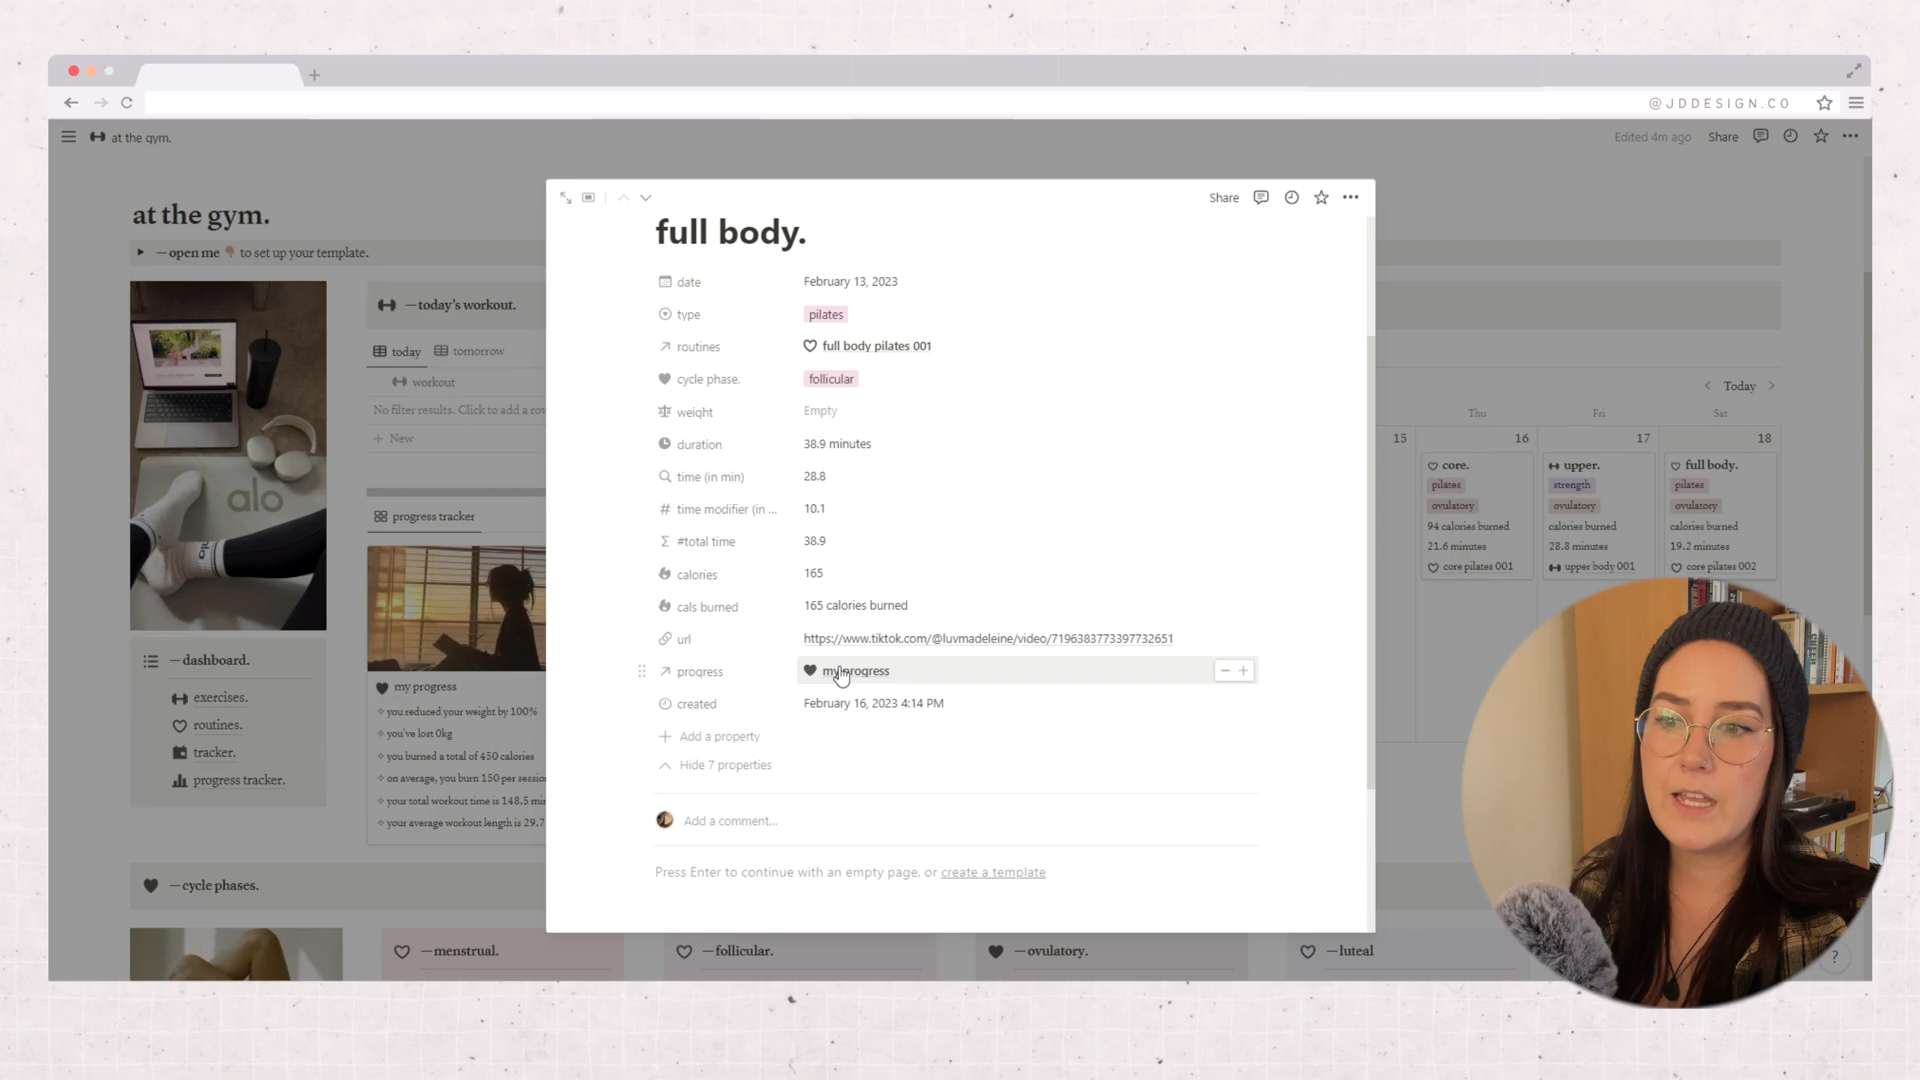 @JDDESIGN.CO
at the gym.
Edited 4m ago
Share
at the gym.
— open me to set up your template.
alo
— dashboard.
exercises.
routines.
tracker.
progress tracker.
— today's workout.
today
tomorrow
workout
No filter results. Click to add a row
+ New
progress tracker
my progress
you reduced your weight by 100%
you've lost 0kg
you burned a total of 450 calories
on average, you burn 150 per sessio
your total workout time is 148.5 mi
your average workout length is 29.7
— cycle phases.
— menstrual.
— follicular.
— ovulatory.
— luteal
Share
full body.
date February 13, 2023
type pilates
routines full body pilates 001
cycle phase. follicular
weight Empty
duration 38.9 minutes
time (in min) 28.8
time modifier (in ... 10.1
#total time 38.9
calories 165
cals burned 165 calories burned
url https://www.tiktok.com/@luvmadeleine/video/7196383773397732651
progress my progress
created February 16, 2023 4:14 PM
+ Add a property
Hide 7 properties
Add a comment...
Press Enter to continue with an empty page, or create a template
Today
Thu Fri Sat
15 16 17 18
core.
pilates
ovulatory
94 calories burned
21.6 minutes
core pilates 001
upper.
strength
ovulatory
calories burned
28.8 minutes
upper body 001
full body.
pilates
ovulatory
calories burned
19.2 minutes
core pilates 002
?